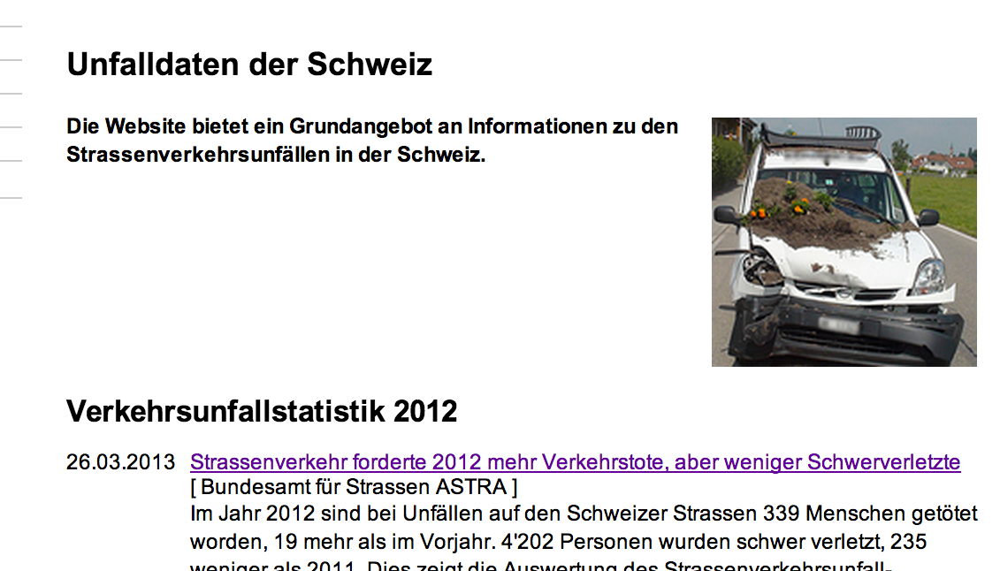 Unfalldaten der Schweiz
Die Website bietet ein Grundangebot an Informationen zu den
Strassenverkehrsunfällen in der Schweiz.
Verkehrsunfallstatistik 2012
26.03.2013 Strassenverkehr forderte 2012 mehr Verkehrstote, aber weniger Schwerverletzte
[ Bundesamt für Strassen ASTRA ]
Im Jahr 2012 sind bei Unfällen auf den Schweizer Strassen 339 Menschen getötet
worden, 19 mehr als im Vorjahr. 4'202 Personen wurden schwer verletzt, 235
weniger als 2011. Dies zeigt die Auswertung des Strassenverkehrsunfall-